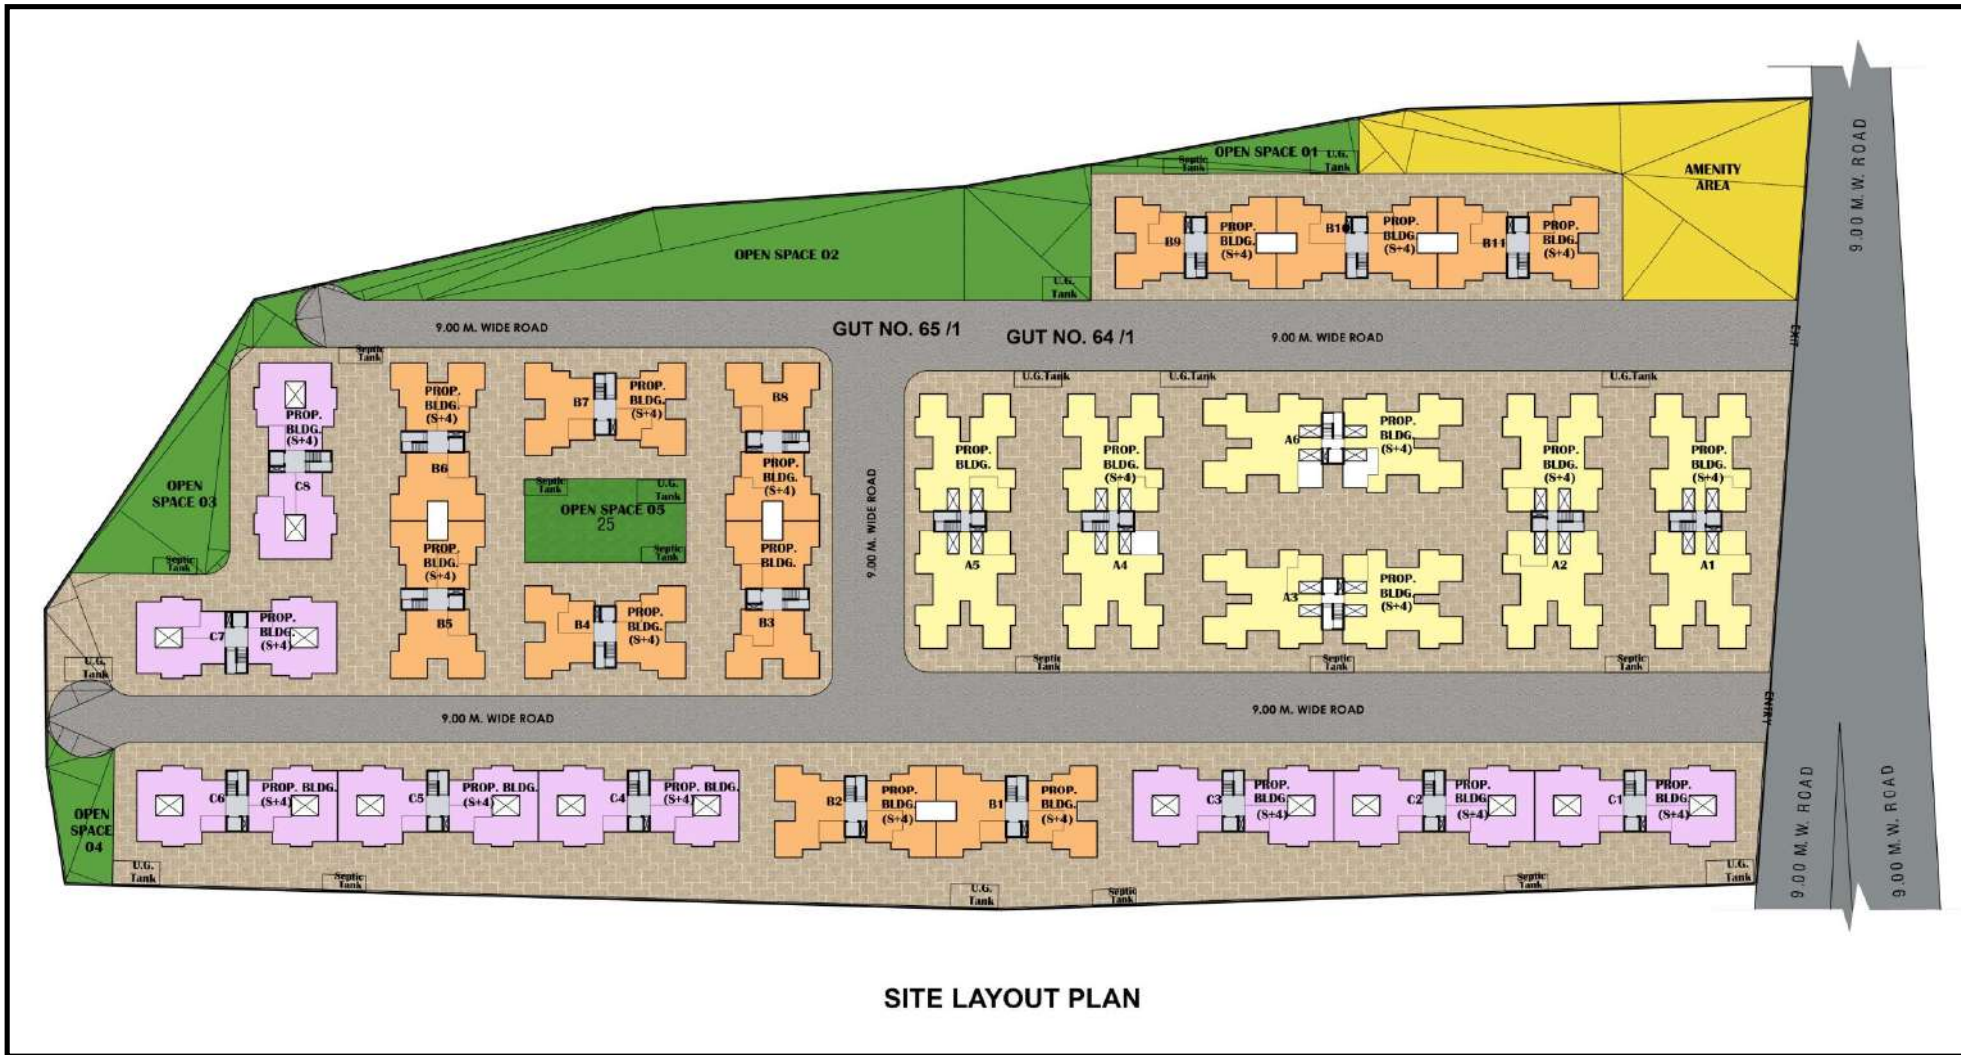 9.00 M.W. ROAD
OPEN SPACE 01
U.G.
Tank
Septic
Tank
AMENITY
AREA
B9
PROP.
BLDG.
(S+4)
B10
PROP.
BLDG.
(S+4)
B11
PROP.
BLDG.
(S+4)
OPEN SPACE 02
U.G.
Tank
9.00 M. WIDE ROAD
GUT NO. 65 /1
GUT NO. 64 /1
9.00 M. WIDE ROAD
EXIT
Septic
Tank
U.G.Tank
U.G.Tank
U.G.Tank
PROP.
BLDG.
(S+4)
C8
PROP.
BLDG.
(S+4)
B6
B7
PROP.
BLDG.
(S+4)
B8
PROP.
BLDG.
(S+4)
OPEN
SPACE 03
Septic
Tank
Septic
Tank
U.G.
Tank
OPEN SPACE 05
25
Septic
Tank
9.00 M. WIDE ROAD
PROP.
BLDG.
A5
PROP.
BLDG.
(S+4)
A4
A6
PROP.
BLDG.
(S+4)
A3
PROP.
BLDG.
(S+4)
PROP.
BLDG.
(S+4)
A2
PROP.
BLDG.
(S+4)
A1
PROP.
BLDG.
(S+4)
B5
B4
PROP.
BLDG.
(S+4)
PROP.
BLDG.
B3
C7
PROP.
BLDG.
(S+4)
U.G.
Tank
Septic
Tank
Septic
Tank
Septic
Tank
9.00 M. WIDE ROAD
9.00 M. WIDE ROAD
ENTRY
OPEN
SPACE
04
C6
PROP. BLDG.
(S+4)
C5
PROP. BLDG.
(S+4)
C4
PROP. BLDG.
(S+4)
B2
PROP.
BLDG.
(S+4)
B1
PROP.
BLDG.
(S+4)
C3
PROP.
BLDG.
(S+4)
C2
PROP.
BLDG.
(S+4)
C1
PROP.
BLDG.
(S+4)
9.00 M.W. ROAD
9.00 M.W. ROAD
U.G.
Tank
Septic
Tank
U.G.
Tank
Septic
Tank
Septic
Tank
U.G.
Tank
SITE LAYOUT PLAN